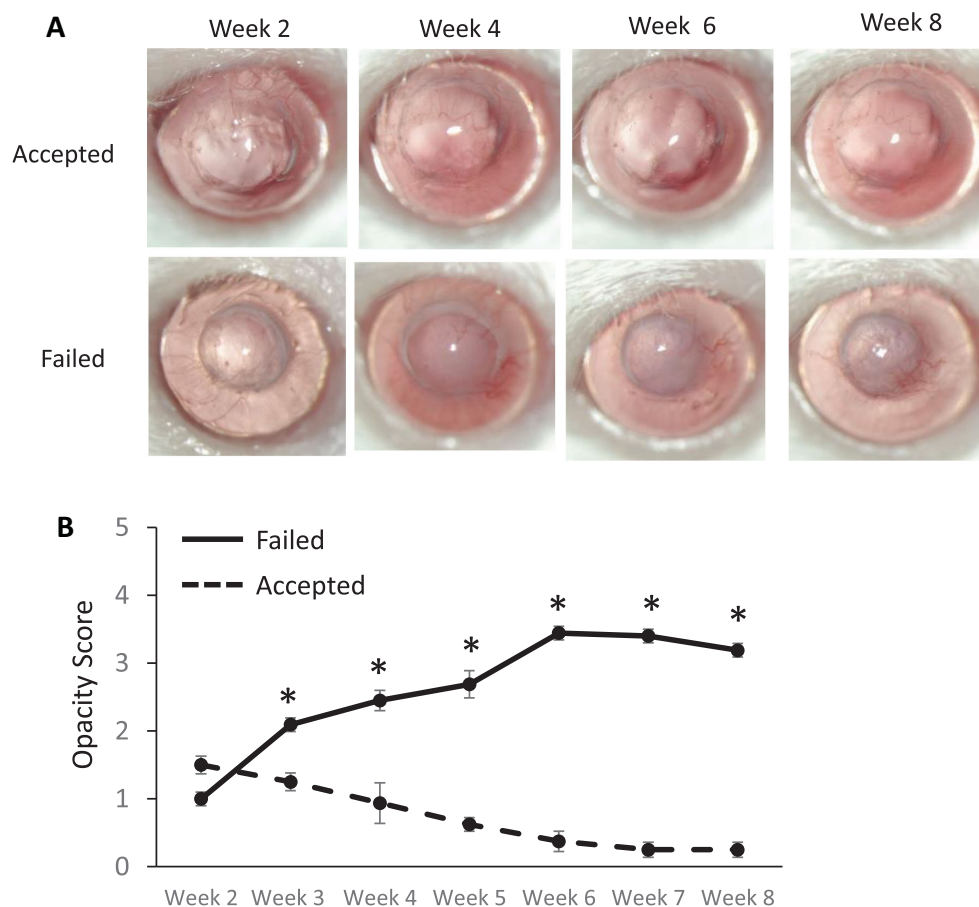 A
Week 2
Week 4
Week 6
Week 8
Accepted
Failed
B
Opacity Score
5
4
3
2
1
0
Failed
Accepted
*
*
*
*
*
*
Week 2
Week 3
Week 4
Week 5
Week 6
Week 7
Week 8